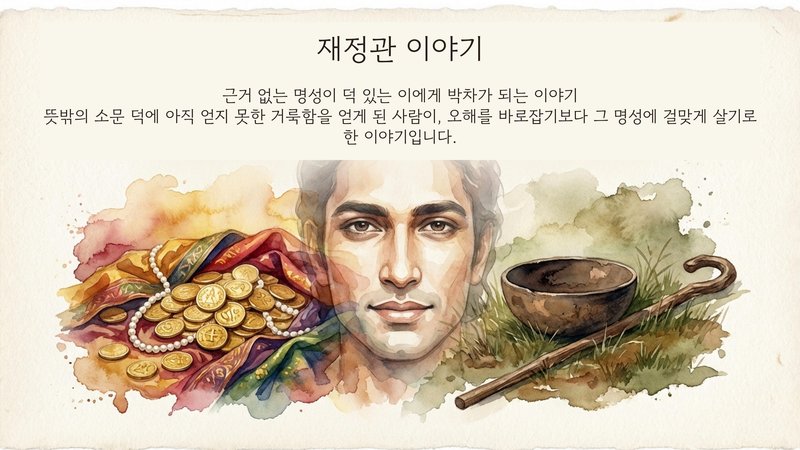 재정관 이야기
근거 없는 명성이 덕 있는 이에게 박차가 되는 이야기
뜻밖의 소문 덕에 아직 얻지 못한 거룩함을 얻게 된 사람이, 오해를 바로잡기보다 그 명성에 걸맞게 살기로
한 이야기입니다.